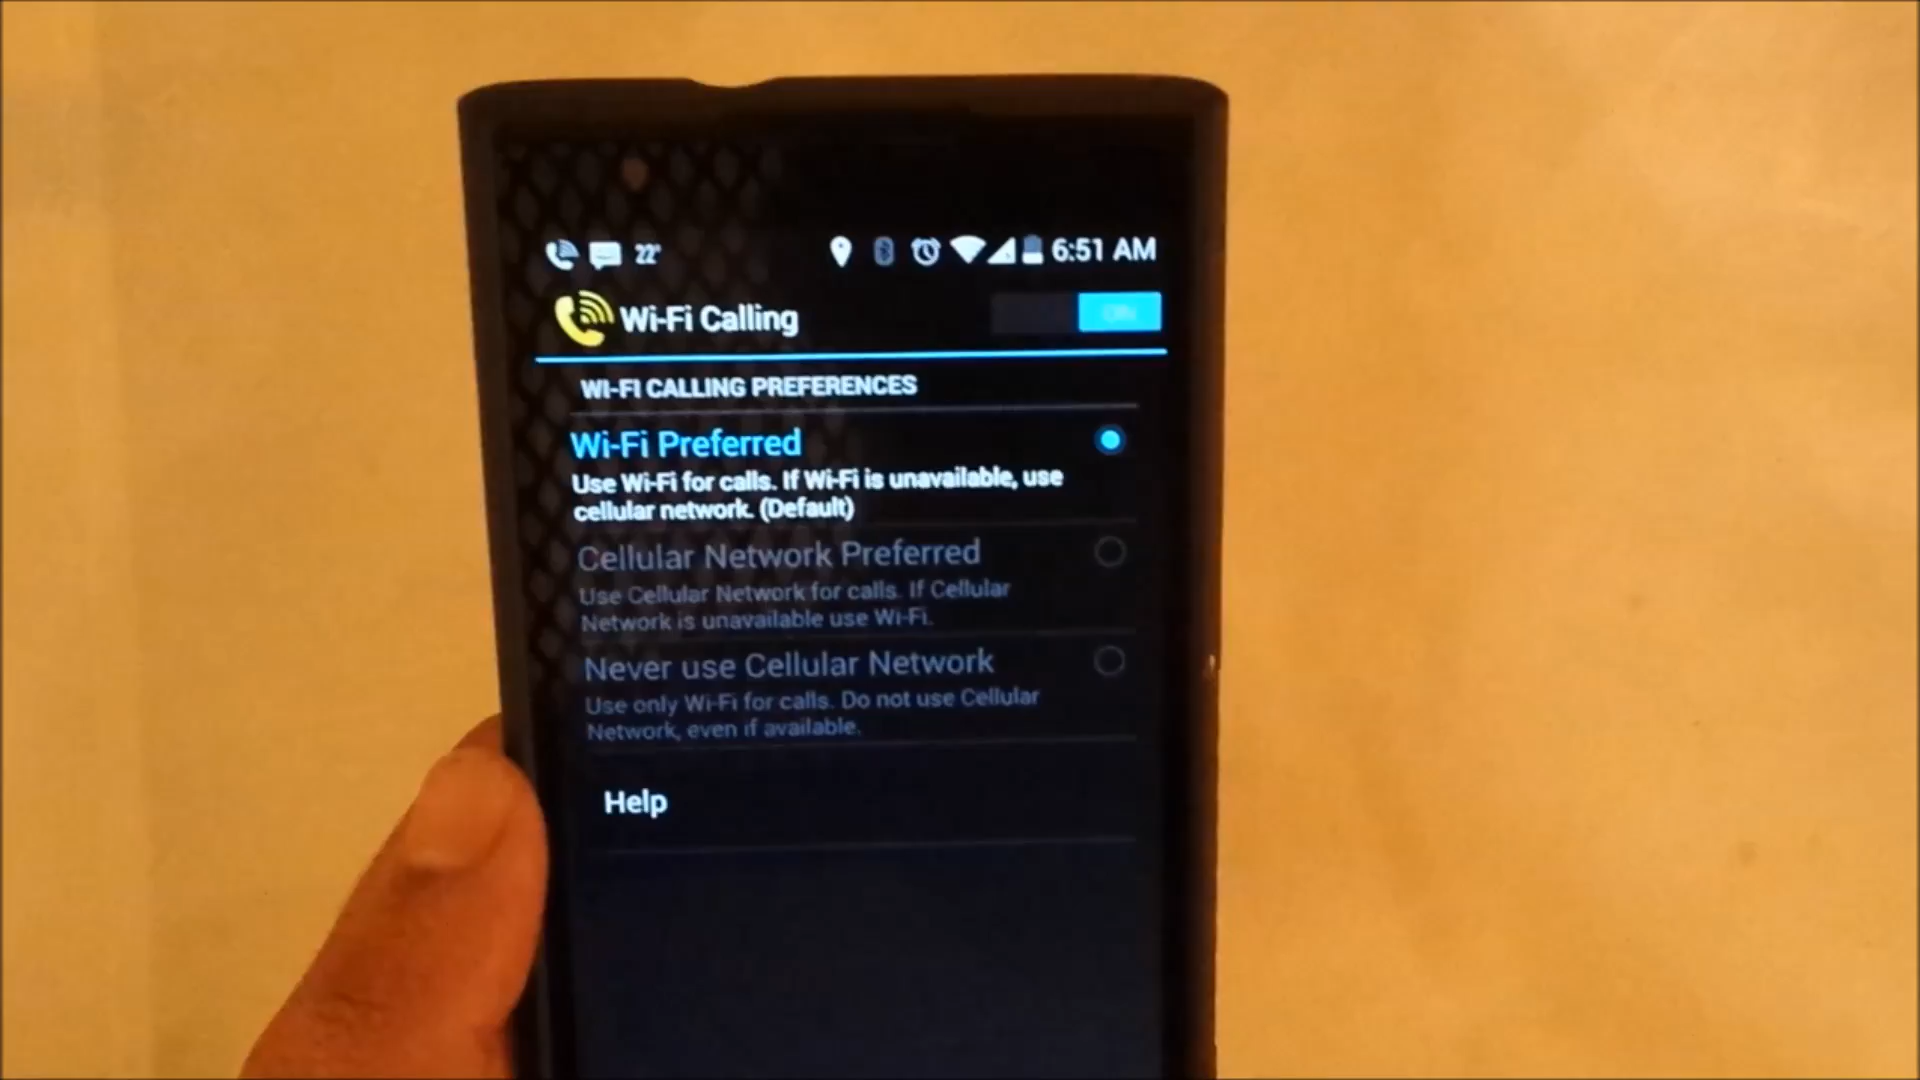 22° 6:51 AM
Wi-Fi Calling ON
WI-FI CALLING PREFERENCES
Wi-Fi Preferred
Use Wi-Fi for calls. If Wi-Fi is unavailable, use
cellular network. (Default)
Cellular Network Preferred
Use Cellular Network for calls. If Cellular
Network is unavailable use Wi-Fi.
Never use Cellular Network
Use only Wi-Fi for calls. Do not use Cellular
Network, even if available.
Help